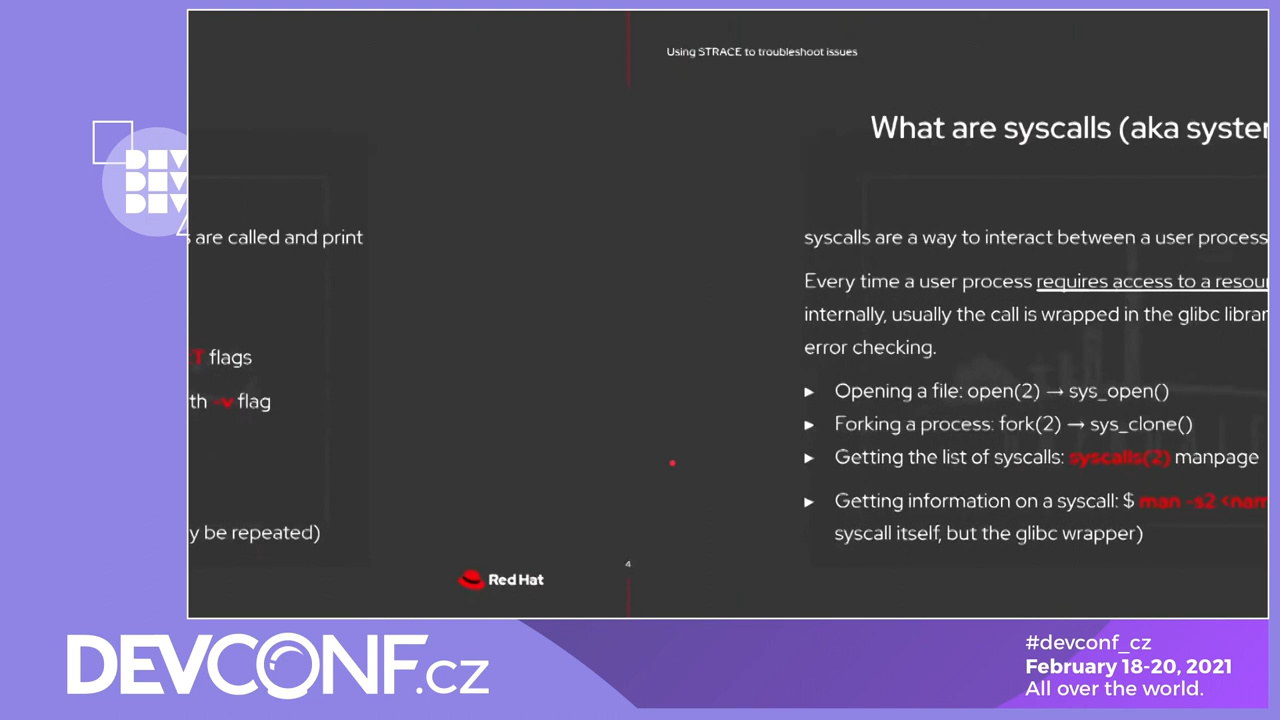 Using STRACE to troubleshoot issues
What are syscalls (aka
DEV
DEV
DEV
are called and print
flags
-v flag
be repeated)
syscalls are a way to interact between a user process
Every time a user process requires access to a
internally, usually the call is wrapped in the glibc
error checking.
► Opening a file: open(2) → sys_open()
► Forking a process: fork(2) → sys_clone()
► Getting the list of syscalls: syscalls(2) manpage
► Getting information on a syscall: $ man -s2
syscall itself, but the glibc wrapper)
4
Red Hat
DEVCONF.cz
#devconf_cz
February 18-20, 2021
All over the world.